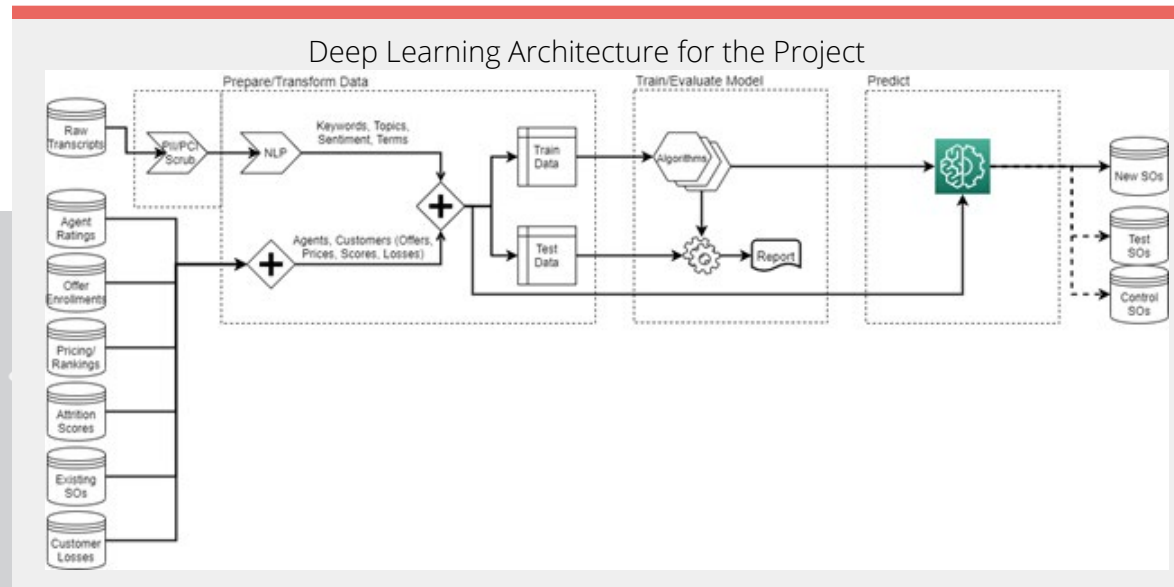 Deep Learning Architecture for the Project
Prepare/Transform Data
Train/Evaluate Model
Predict
Raw
Transcripts
PII/PCI
Scrub
NLP
Keywords, Topics,
Sentiment, Terms
Train
Data
Algorithms
New SOs
Agent
Ratings
Agents, Customers (Offers,
Prices, Scores, Losses)
Test
Data
Report
Test
SOs
Offer
Enrollments
Control
SOs
Pricing/
Rankings
Attrition
Scores
Existing
SOs
Customer
Losses